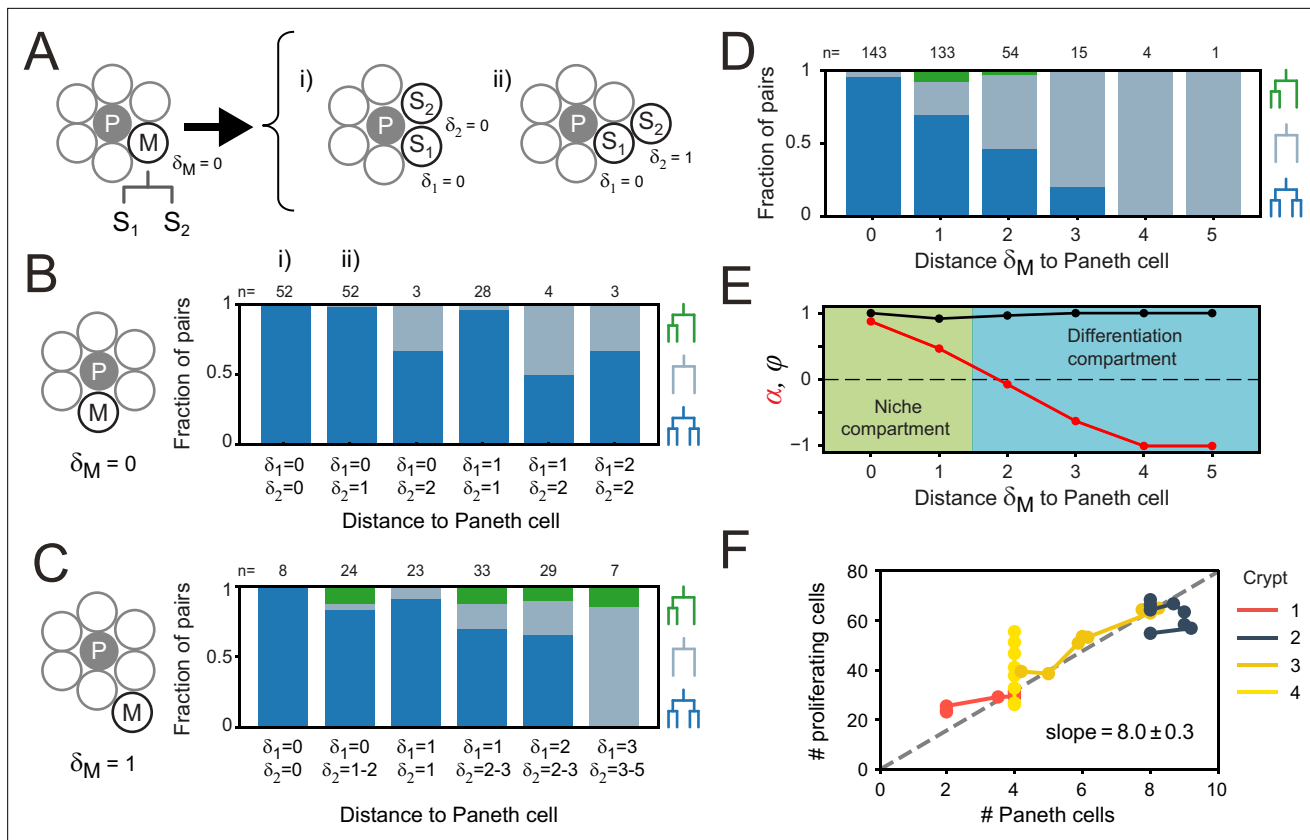 A
P
M
δM = 0
S1 S2
i)
P
S2
S1
δ2 = 0
δ1 = 0
ii)
P
S2
S1
δ2 = 1
δ1 = 0
B
P
M
δM = 0
i) ii)
n= 52 52 3 28 4 3
Fraction of pairs
1
0.5
0
δ1=0 δ1=0 δ1=0 δ1=1 δ1=1 δ1=2
δ2=0 δ2=1 δ2=2 δ2=1 δ2=2 δ2=2
Distance to Paneth cell
C
P
M
δM = 1
n= 8 24 23 33 29 7
Fraction of pairs
1
0.5
0
δ1=0 δ1=0 δ1=1 δ1=1 δ1=2 δ1=3
δ2=0 δ2=1-2 δ2=1 δ2=2-3 δ2=2-3 δ2=3-5
Distance to Paneth cell
D
n= 143 133 54 15 4 1
Fraction of pairs
1
0.5
0
0 1 2 3 4 5
Distance δM to Paneth cell
E
α, φ
1
0
−1
Niche
compartment
Differentiation
compartment
0 1 2 3 4 5
Distance δM to Paneth cell
F
# proliferating cells
80
60
40
20
0
0 2 4 6 8 10
# Paneth cells
slope = 8.0 ± 0.3
Crypt
1
2
3
4